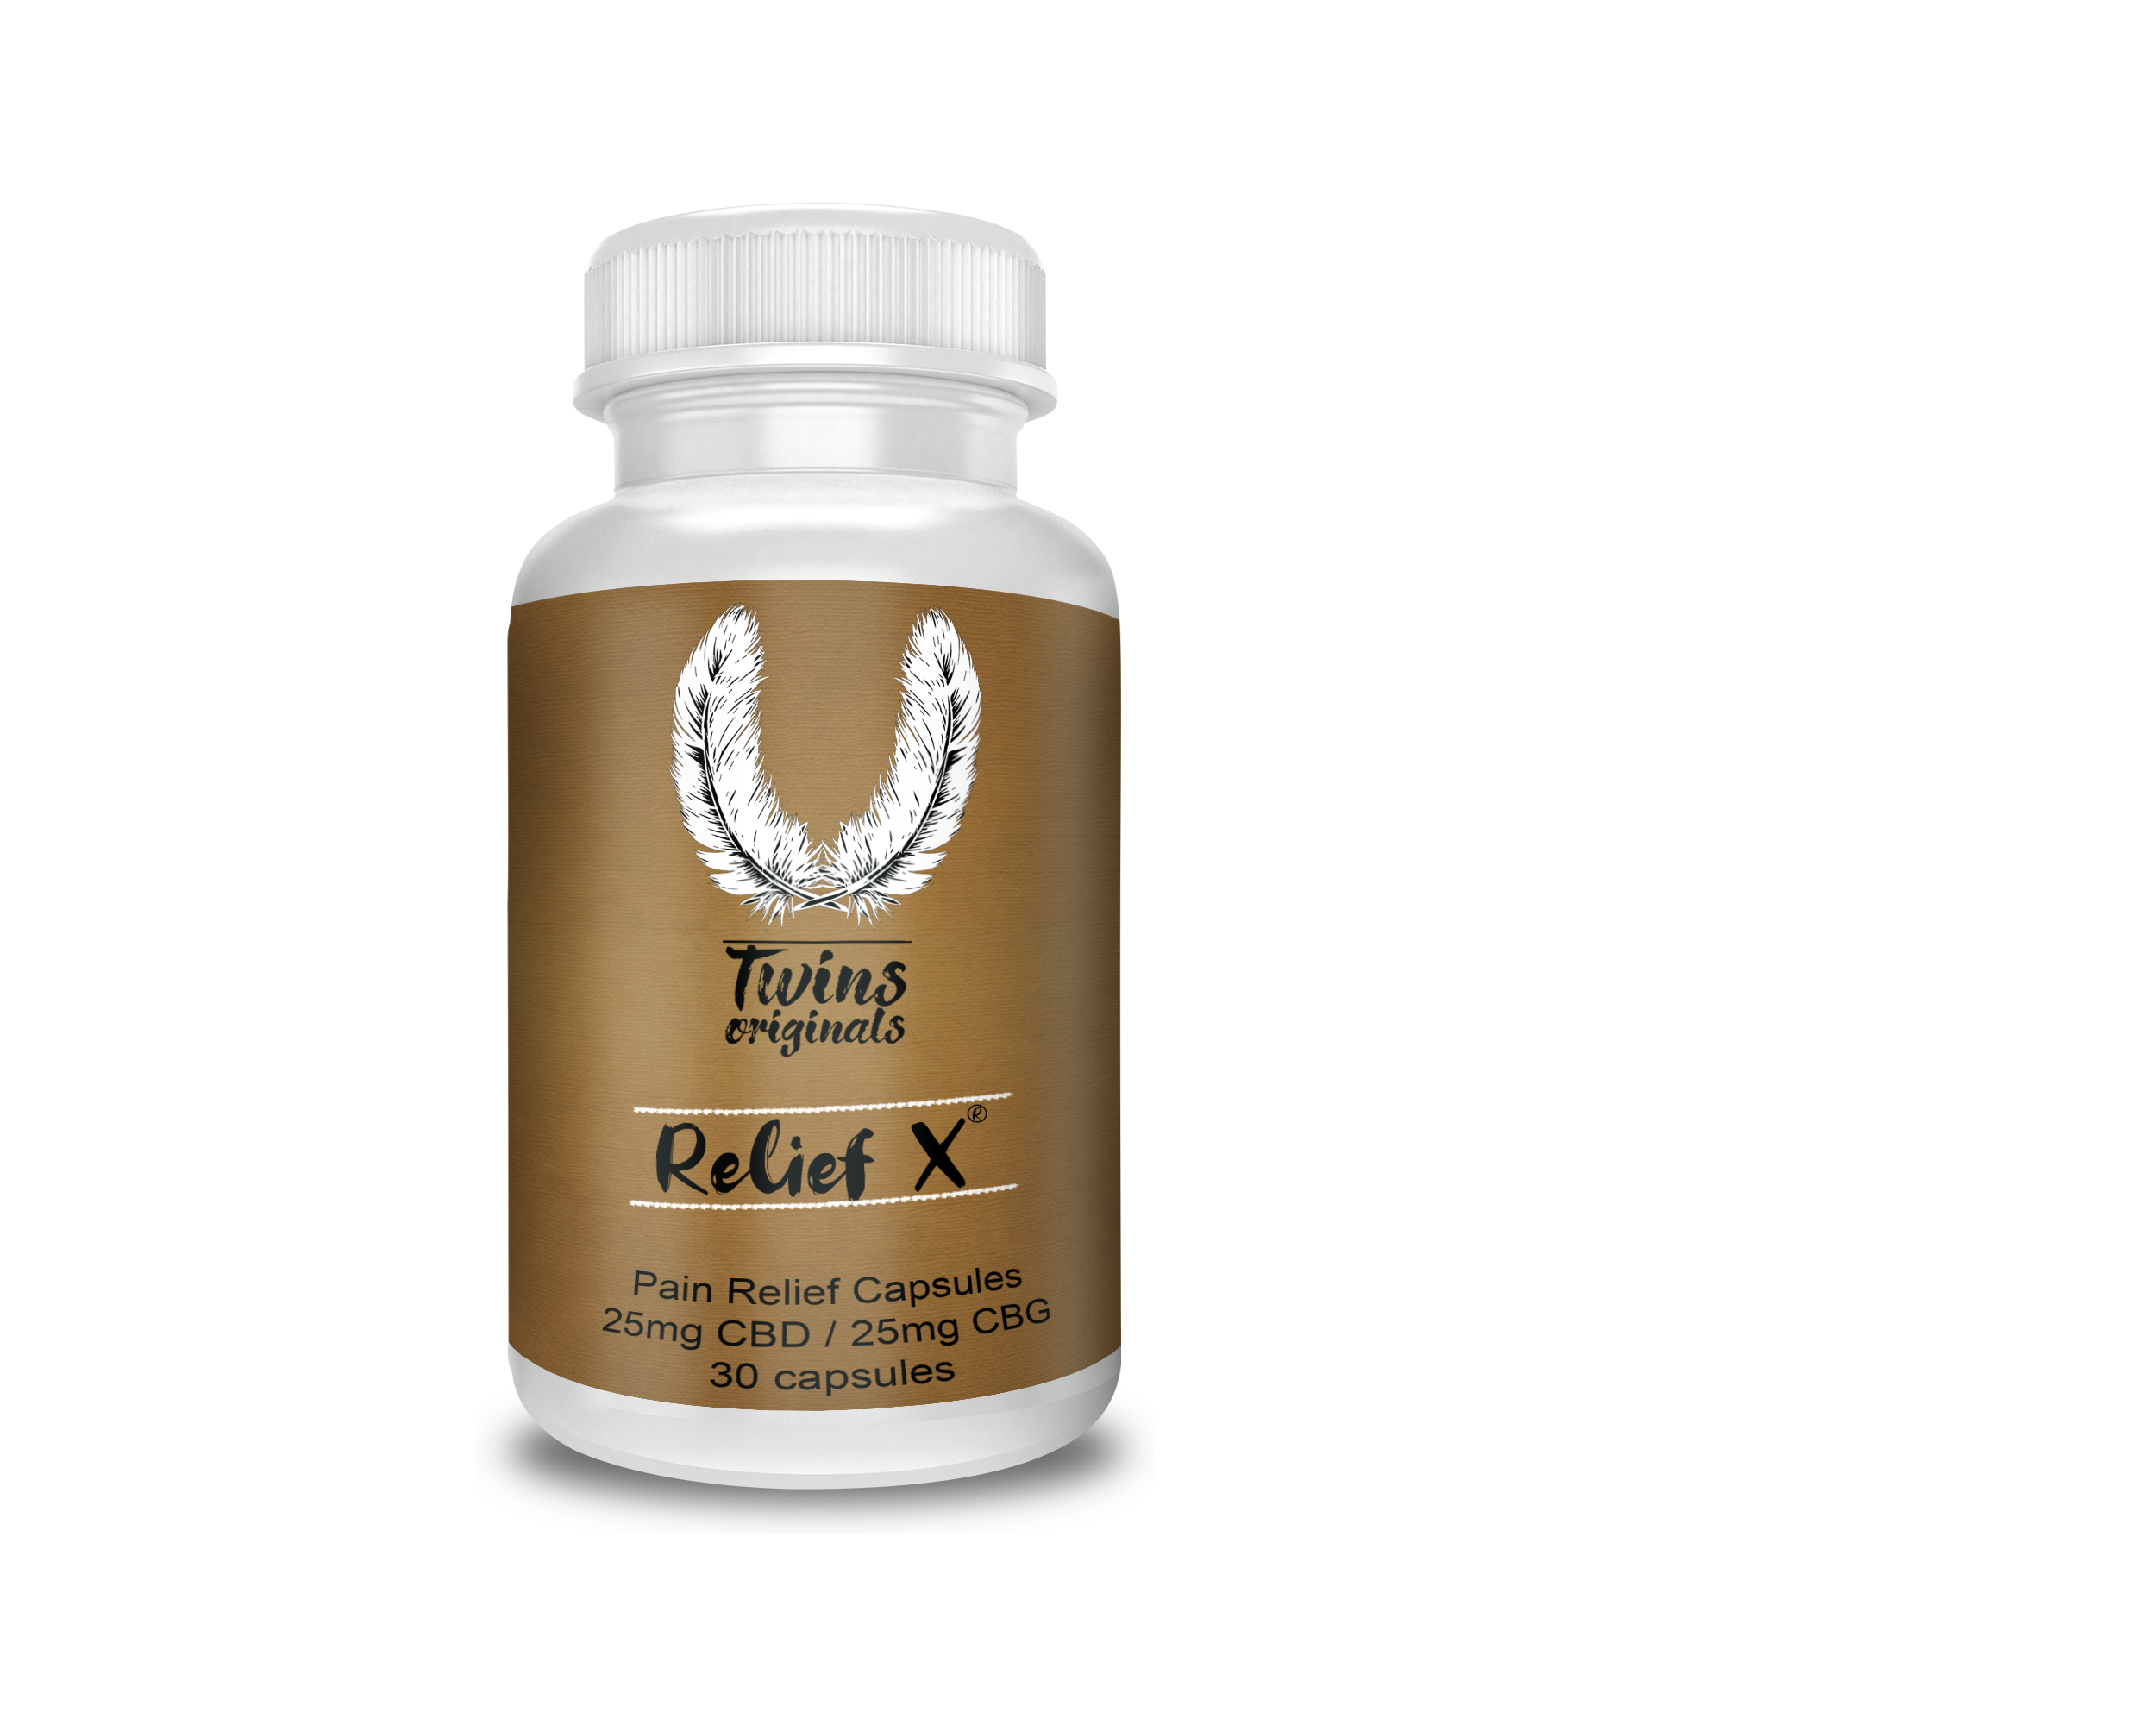 Twins
originals
Relief X®
Pain Relief Capsules
25mg CBD / 25mg CBG
30 capsules